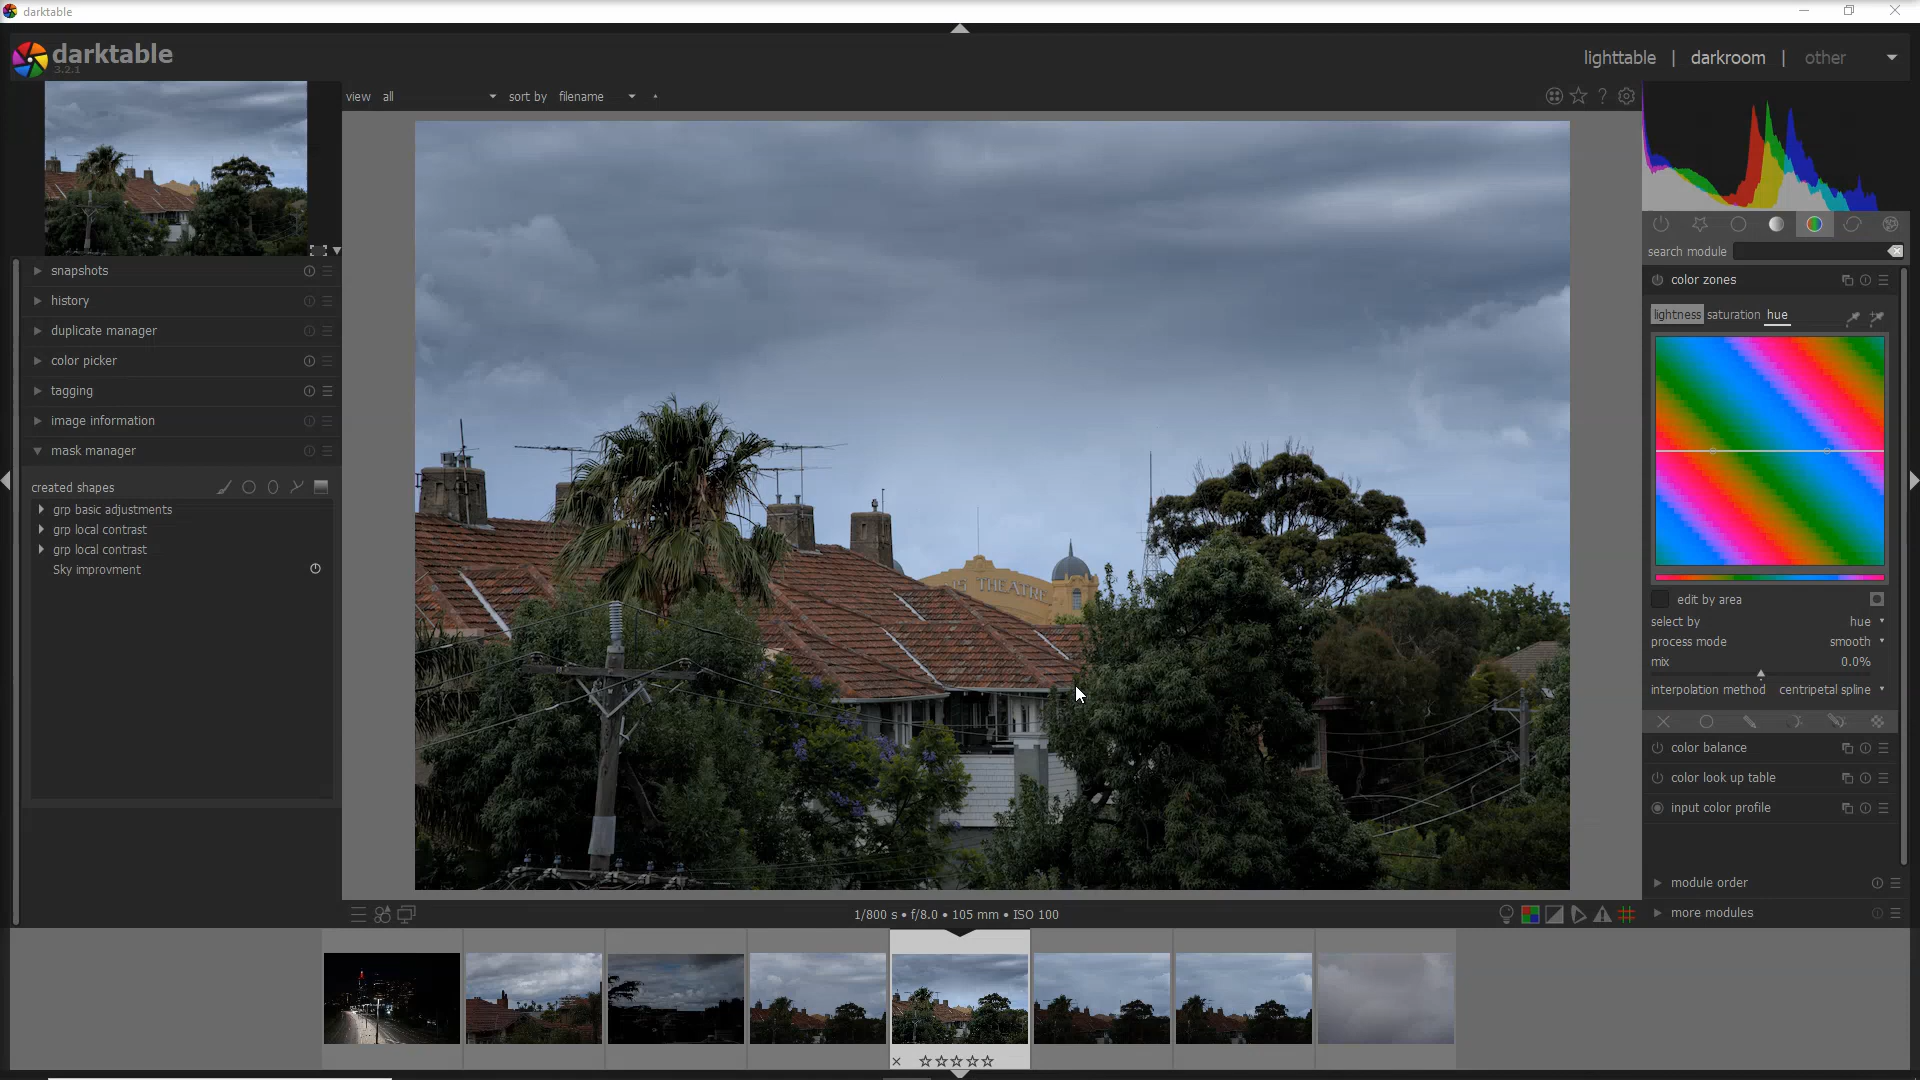 darktable
darktable
3.2.1
lighttable | darkroom | other
view all sort by filename
snapshots
history
duplicate manager
color picker
tagging
image information
mask manager
created shapes
grp basic adjustments
grp local contrast
grp local contrast
Sky improvment
THEATRE
1/800 s • f/8.0 • 105 mm • ISO 100
search module
color zones
lightness saturation hue
edit by area
select by hue
process mode smooth
mix 0.0%
interpolation method centripetal spline
color balance
color look up table
input color profile
module order
more modules